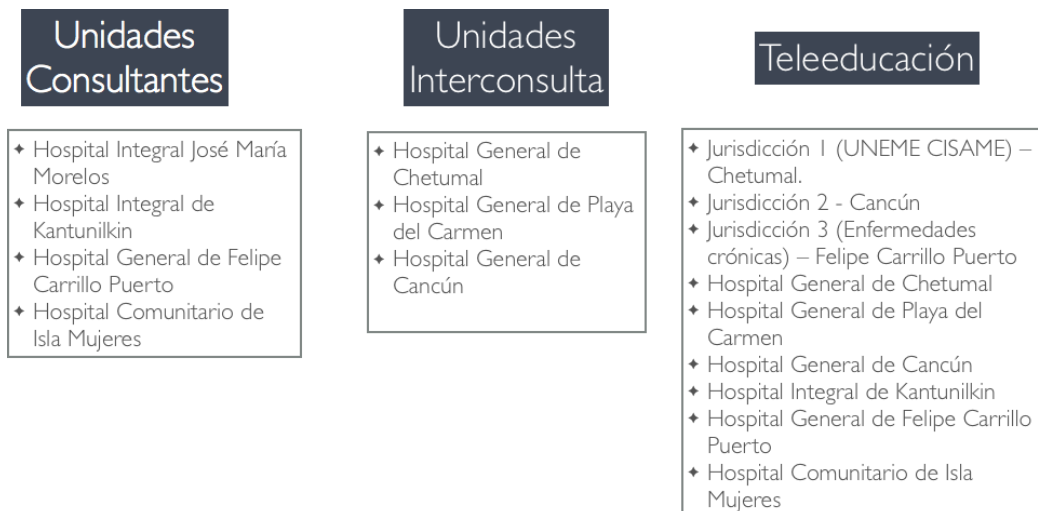 Unidades
Consultantes
✦ Hospital Integral José María
Morelos
✦ Hospital Integral de
Kantunilkin
✦ Hospital General de Felipe
Carrillo Puerto
✦ Hospital Comunitario de
Isla Mujeres
Unidades
Interconsulta
✦ Hospital General de
Chetumal
✦ Hospital General de Playa
del Carmen
✦ Hospital General de
Cancún
Teleeducación
✦ Jurisdicción 1 (UNEME CISAME) –
Chetumal.
✦ Jurisdicción 2 - Cancún
✦ Jurisdicción 3 (Enfermedades
crónicas) – Felipe Carrillo Puerto
✦ Hospital General de Chetumal
✦ Hospital General de Playa del
Carmen
✦ Hospital General de Cancún
✦ Hospital Integral de Kantunilkin
✦ Hospital General de Felipe Carrillo
Puerto
✦ Hospital Comunitario de Isla
Mujeres